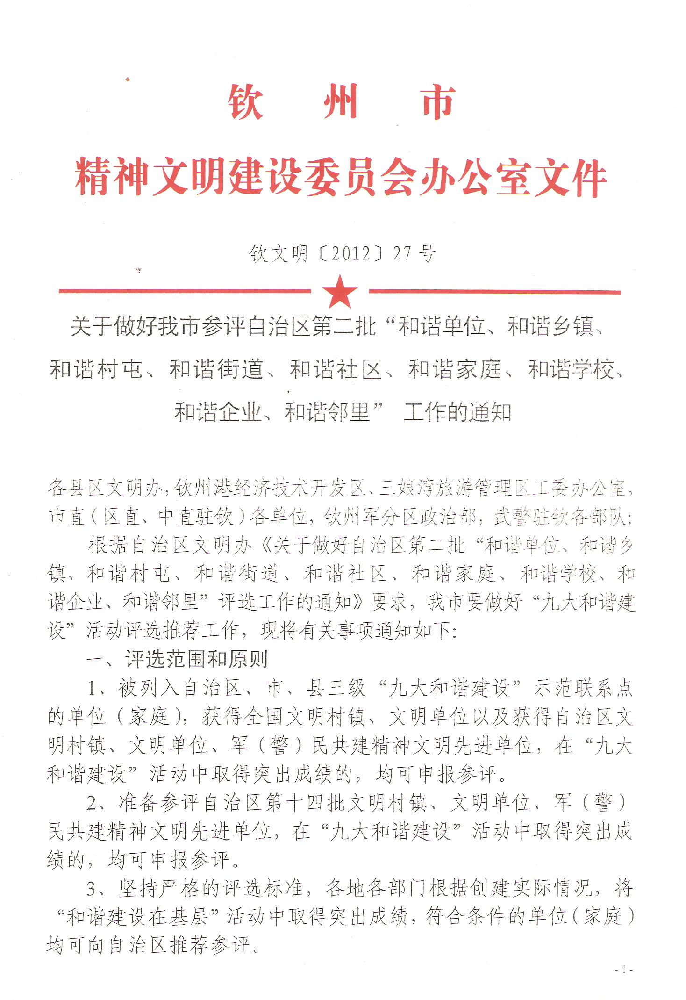 钦州市
精神文明建设委员会办公室文件
钦文明〔2012〕27号
关于做好我市参评自治区第二批“和谐单位、和谐乡镇、
和谐村屯、和谐街道、和谐社区、和谐家庭、和谐学校、
和谐企业、和谐邻里” 工作的通知
各县区文明办,钦州港经济技术开发区、三娘湾旅游管理区工委办公室,
市直(区直、中直驻钦)各单位,钦州军分区政治部,武警驻钦各部队:
根据自治区文明办《关于做好自治区第二批“和谐单位、和谐乡
镇、和谐村屯、和谐街道、和谐社区、和谐家庭、和谐学校、和
谐企业、和谐邻里”评选工作的通知》要求,我市要做好“九大和谐建
设”活动评选推荐工作,现将有关事项通知如下:
一、评选范围和原则
1、被列入自治区、市、县三级“九大和谐建设”示范联系点
的单位(家庭),获得全国文明村镇、文明单位以及获得自治区文
明村镇、文明单位、军(警)民共建精神文明先进单位,在“九大
和谐建设”活动中取得突出成绩的,均可申报参评。
2、准备参评自治区第十四批文明村镇、文明单位、军(警)
民共建精神文明先进单位,在“九大和谐建设”活动中取得突出成
绩的,均可申报参评。
3、坚持严格的评选标准,各地各部门根据创建实际情况,将
“和谐建设在基层”活动中取得突出成绩,符合条件的单位(家庭)
均可向自治区推荐参评。
- 1 -